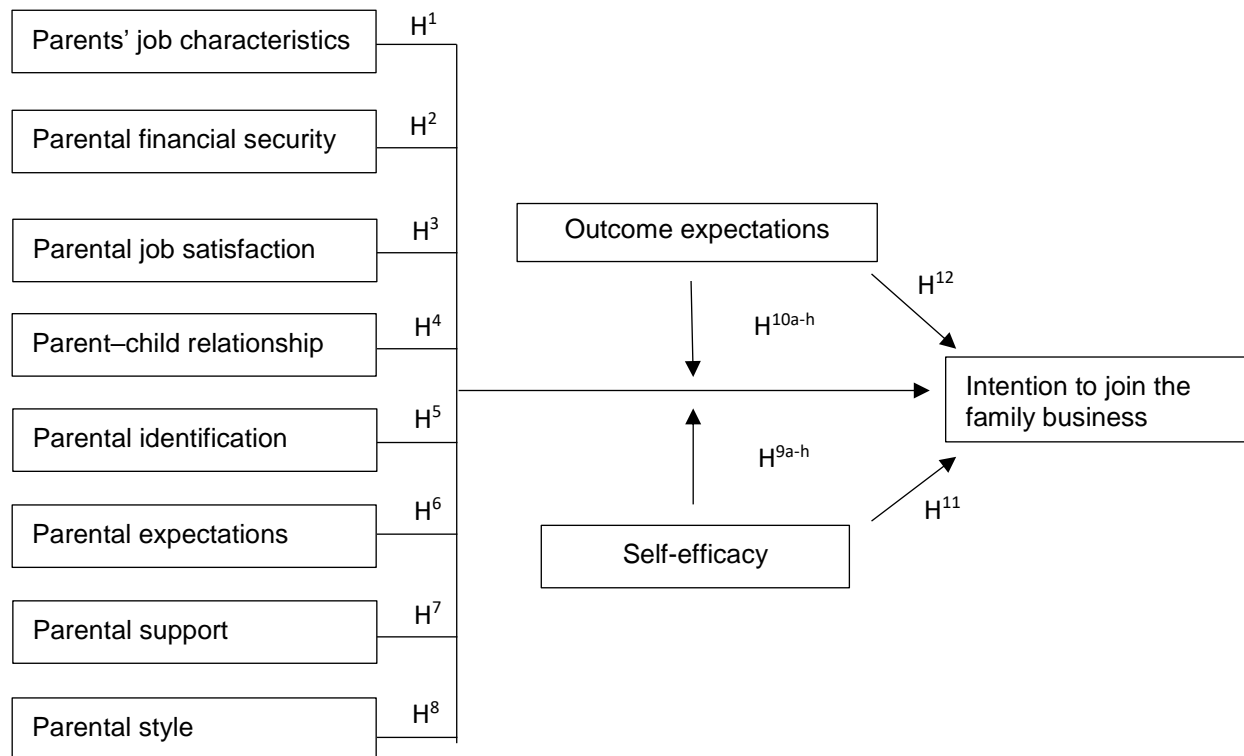 Parents’ job characteristics
H1
Parental financial security
H2
Parental job satisfaction
H3
Parent–child relationship
H4
Parental identification
H5
Parental expectations
H6
Parental support
H7
Parental style
H8
Outcome expectations
H12
H10a-h
Intention to join the
family business
H9a-h
H11
Self-efficacy